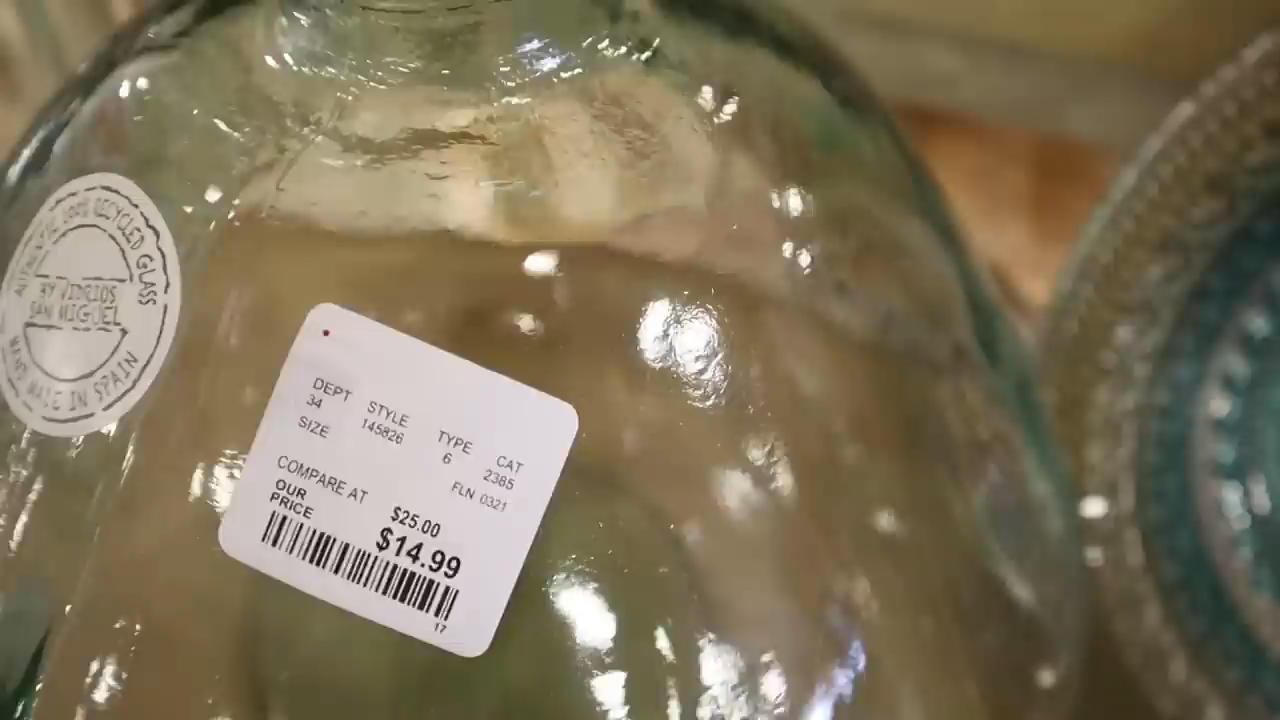 AUTHENTIC 100% RECYCLED GLASS
BY VIDRIOS
SAN MIGUEL
HAND MADE IN SPAIN
DEPT STYLE TYPE CAT
34 145826 6 2385
SIZE FLN 0321
COMPARE AT $25.00
OUR
PRICE $14.99
17